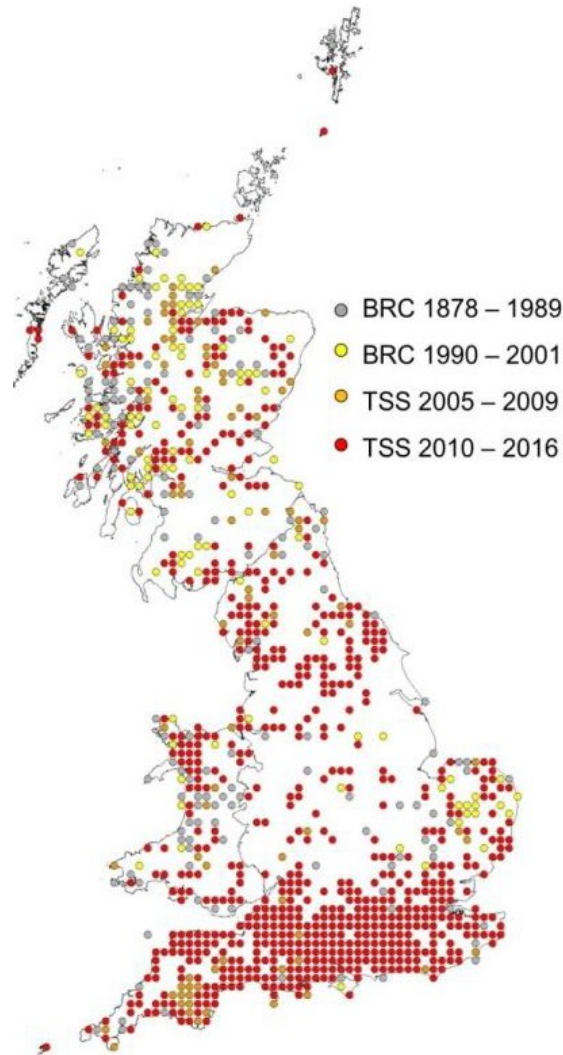 BRC 1878 – 1989
BRC 1990 – 2001
TSS 2005 – 2009
TSS 2010 – 2016